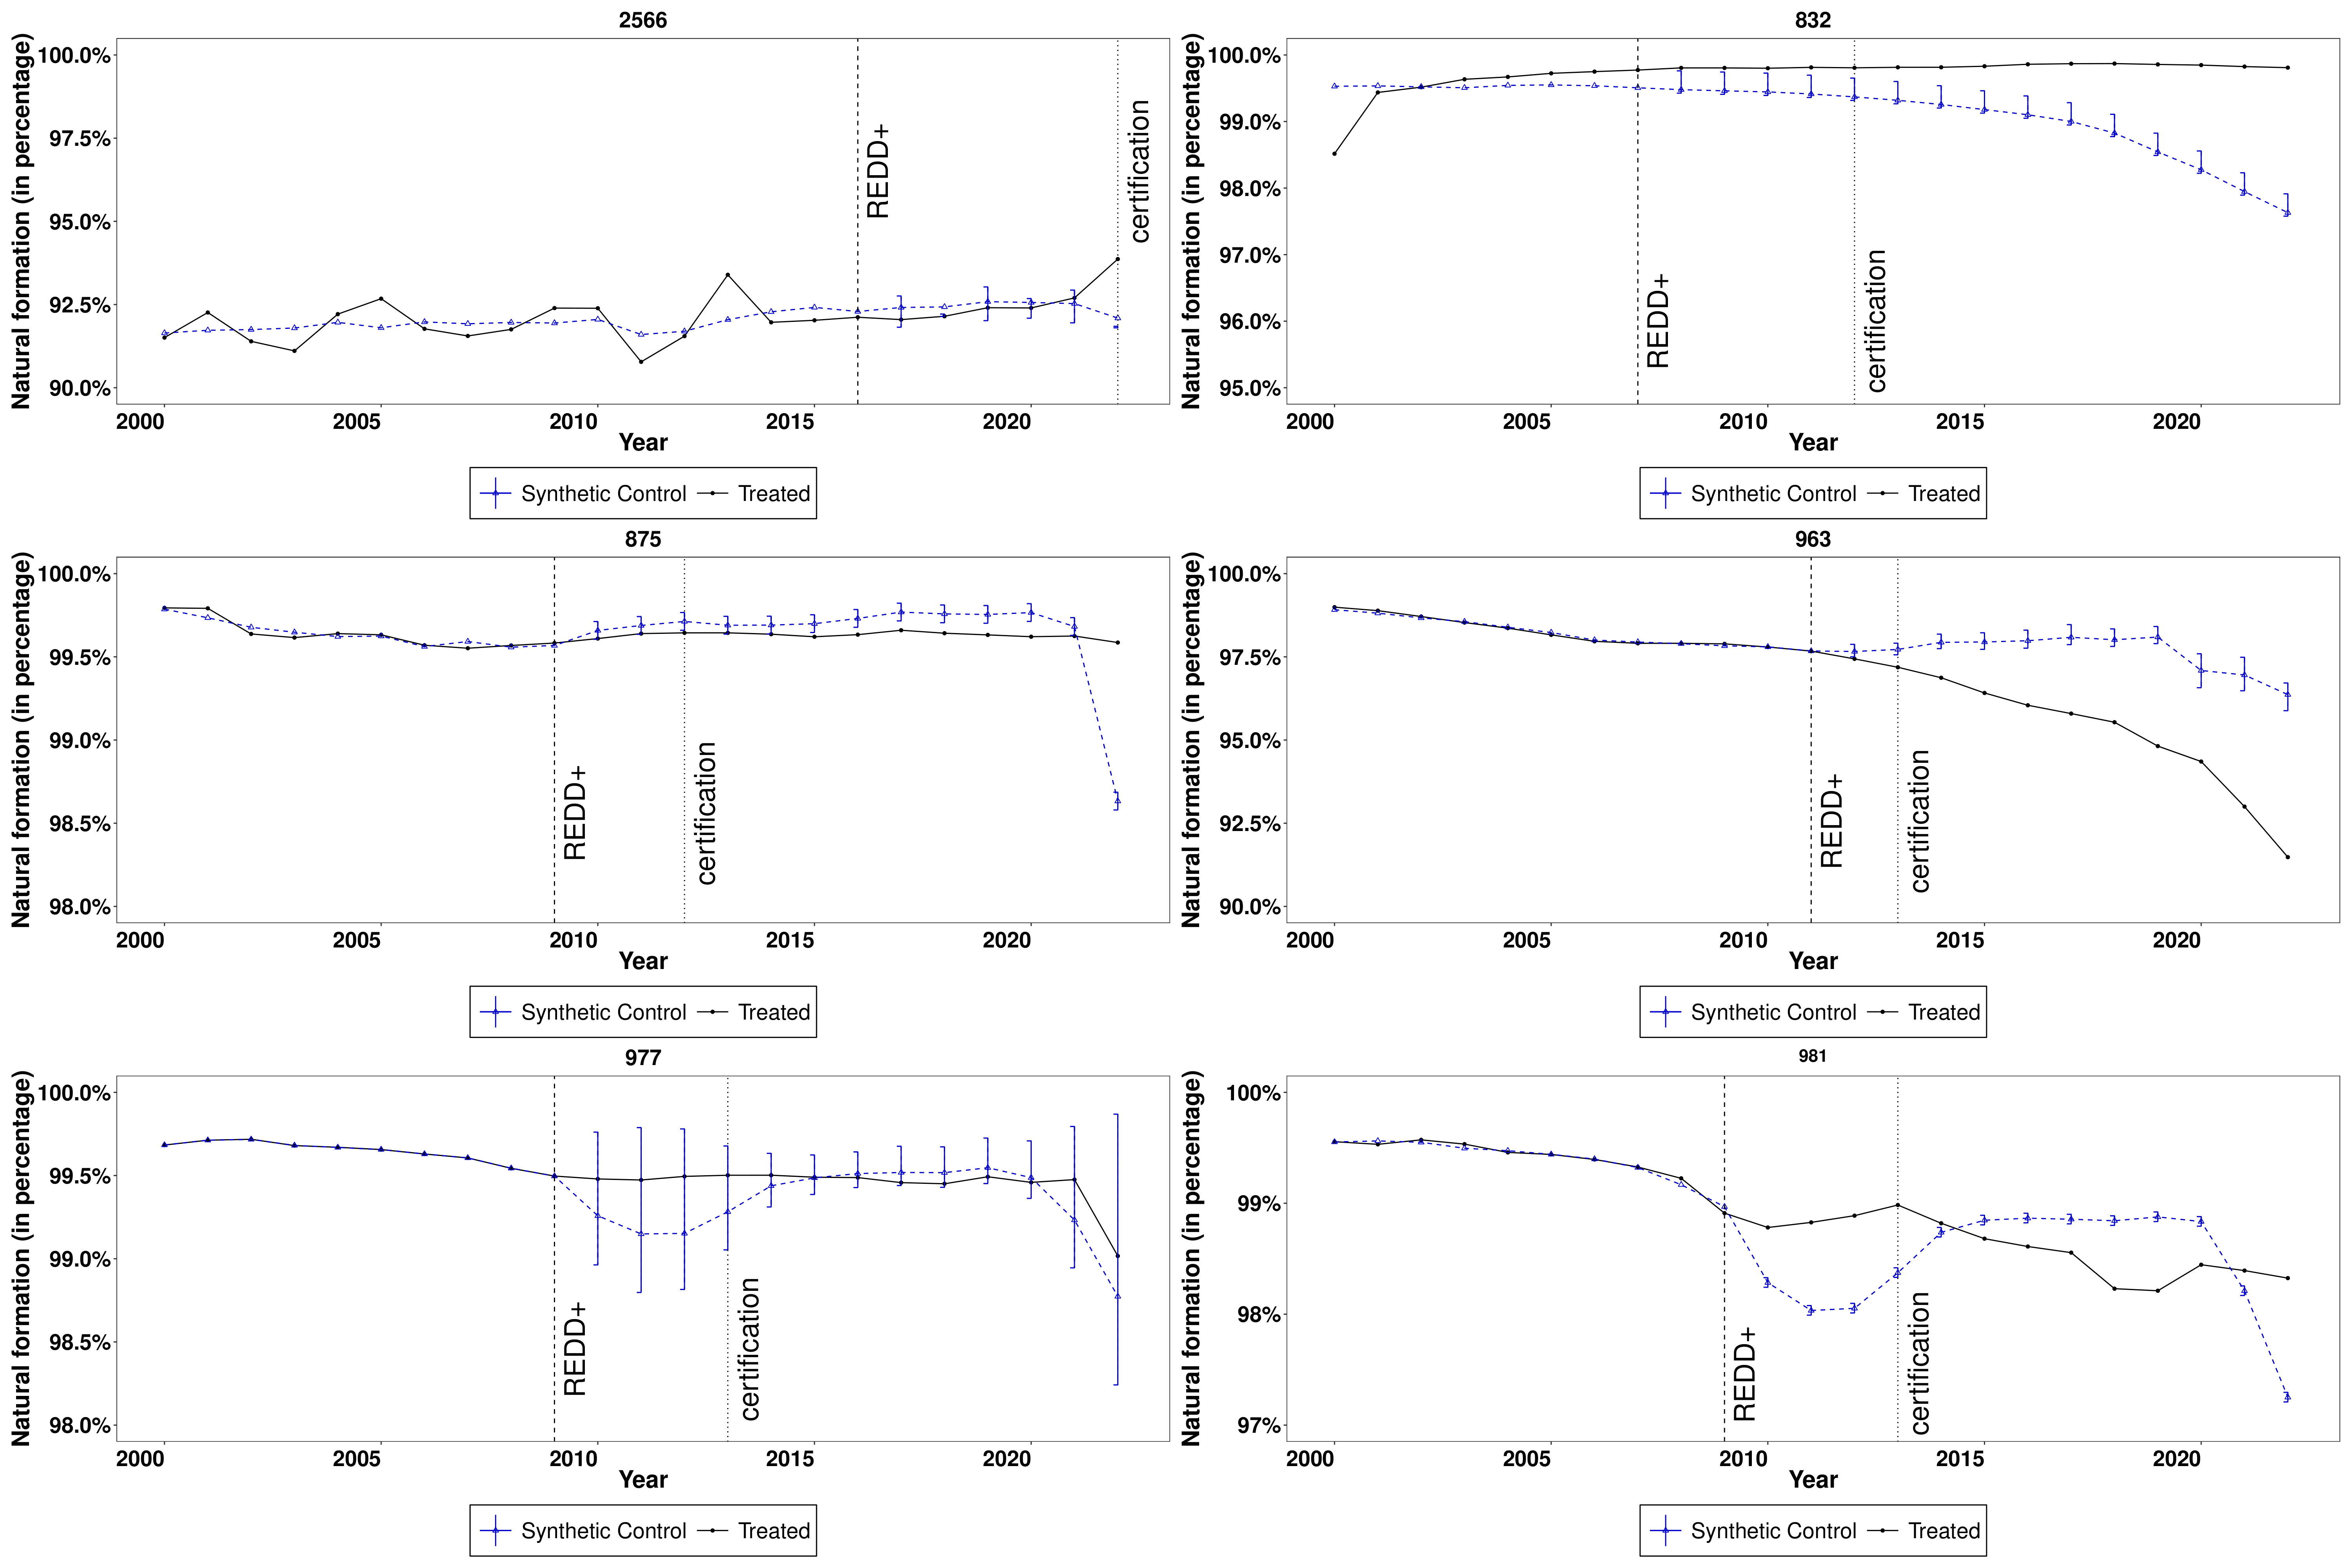 2566
Natural formation (in percentage)
100.0%
97.5%
95.0%
92.5%
90.0%
REDD+
certification
2000 2005 2010 2015 2020
Year
Synthetic Control Treated
832
Natural formation (in percentage)
100.0%
99.0%
98.0%
97.0%
96.0%
95.0%
REDD+
certification
2000 2005 2010 2015 2020
Year
Synthetic Control Treated
875
Natural formation (in percentage)
100.0%
99.5%
99.0%
98.5%
98.0%
REDD+
certification
2000 2005 2010 2015 2020
Year
Synthetic Control Treated
963
Natural formation (in percentage)
100.0%
97.5%
95.0%
92.5%
90.0%
REDD+
certification
2000 2005 2010 2015 2020
Year
Synthetic Control Treated
977
Natural formation (in percentage)
100.0%
99.5%
99.0%
98.5%
98.0%
REDD+
certification
2000 2005 2010 2015 2020
Year
Synthetic Control Treated
981
Natural formation (in percentage)
100%
99%
98%
97%
REDD+
certification
2000 2005 2010 2015 2020
Year
Synthetic Control Treated